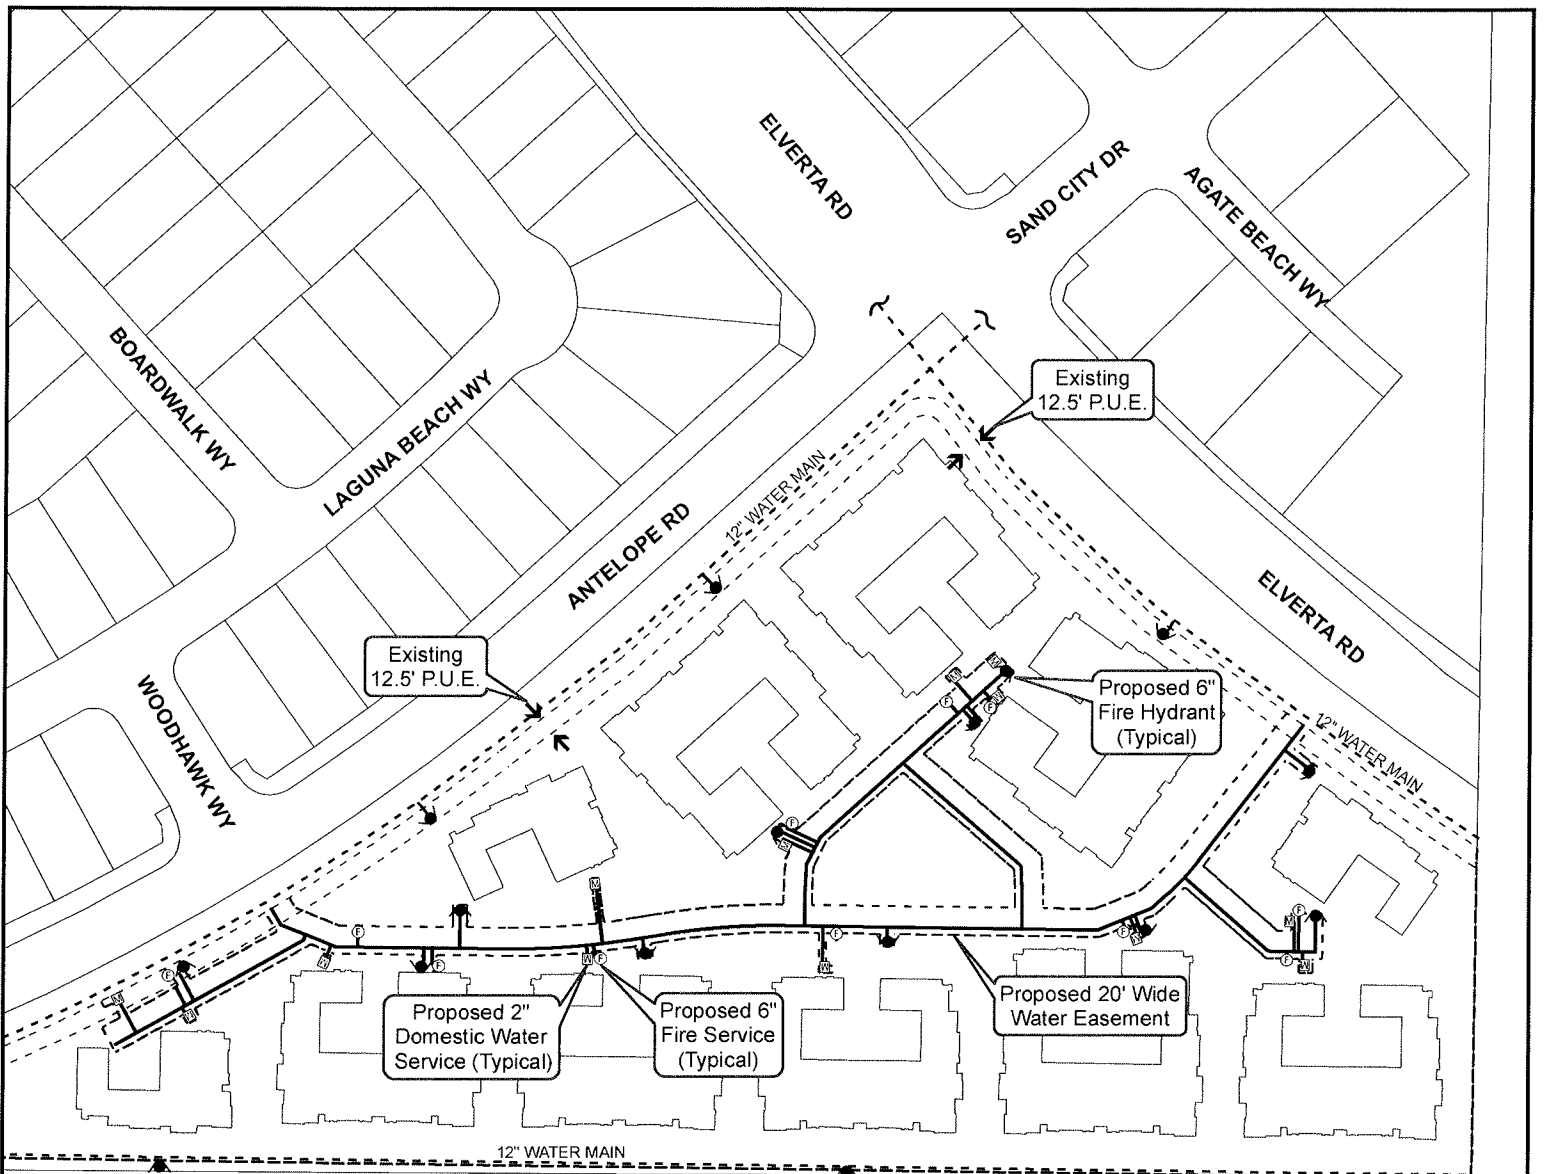 ELVERTA RD
SAND CITY DR
AGATE BEACH WY
BOARDWALK WY
LAGUNA BEACH WY
Existing
12.5' P.U.E.
12" WATER MAIN
ANTELOPE RD
ELVERTA RD
Existing
12.5' P.U.E.
WOODHAWK WY
Proposed 6"
Fire Hydrant
(Typical)
12" WATER MAIN
Proposed 2"
Domestic Water
Service (Typical)
Proposed 6"
Fire Service
(Typical)
Proposed 20' Wide
Water Easement
12" WATER MAIN
M
M
F
F
M
F
M
M
F
F
W
F
F
M
F
M
F
M
F
M
F
M
F
M